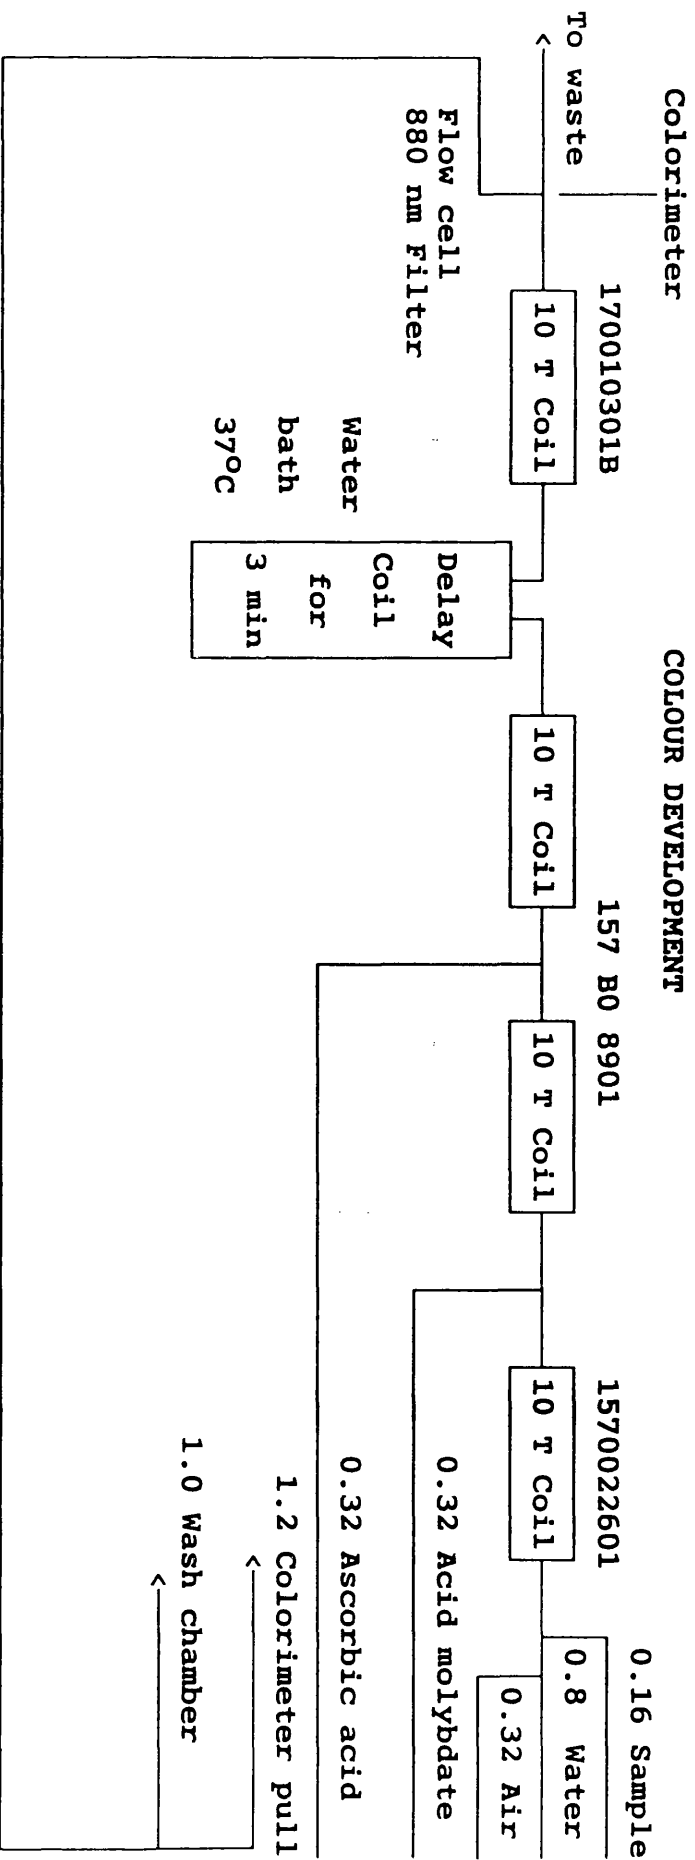 COLOUR DEVELOPMENT
Colorimeter
170010301B
157 B0 8901
1570022601
0.16 Sample
To waste
10 T Coil
10 T Coil
10 T Coil
10 T Coil
0.8 Water
0.32 Air
Flow cell
880 nm Filter
Delay
Coil
for
3 min
Water
bath
37°C
0.32 Acid molybdate
0.32 Ascorbic acid
1.2 Colorimeter pull
1.0 Wash chamber